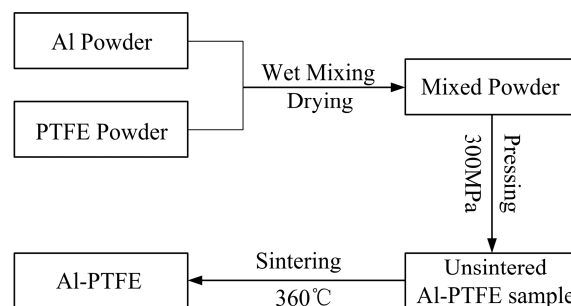 Al Powder
PTFE Powder
Wet Mixing
Drying
Mixed Powder
Pressing
300MPa
Unsintered
Al-PTFE sample
Sintering
360℃
Al-PTFE